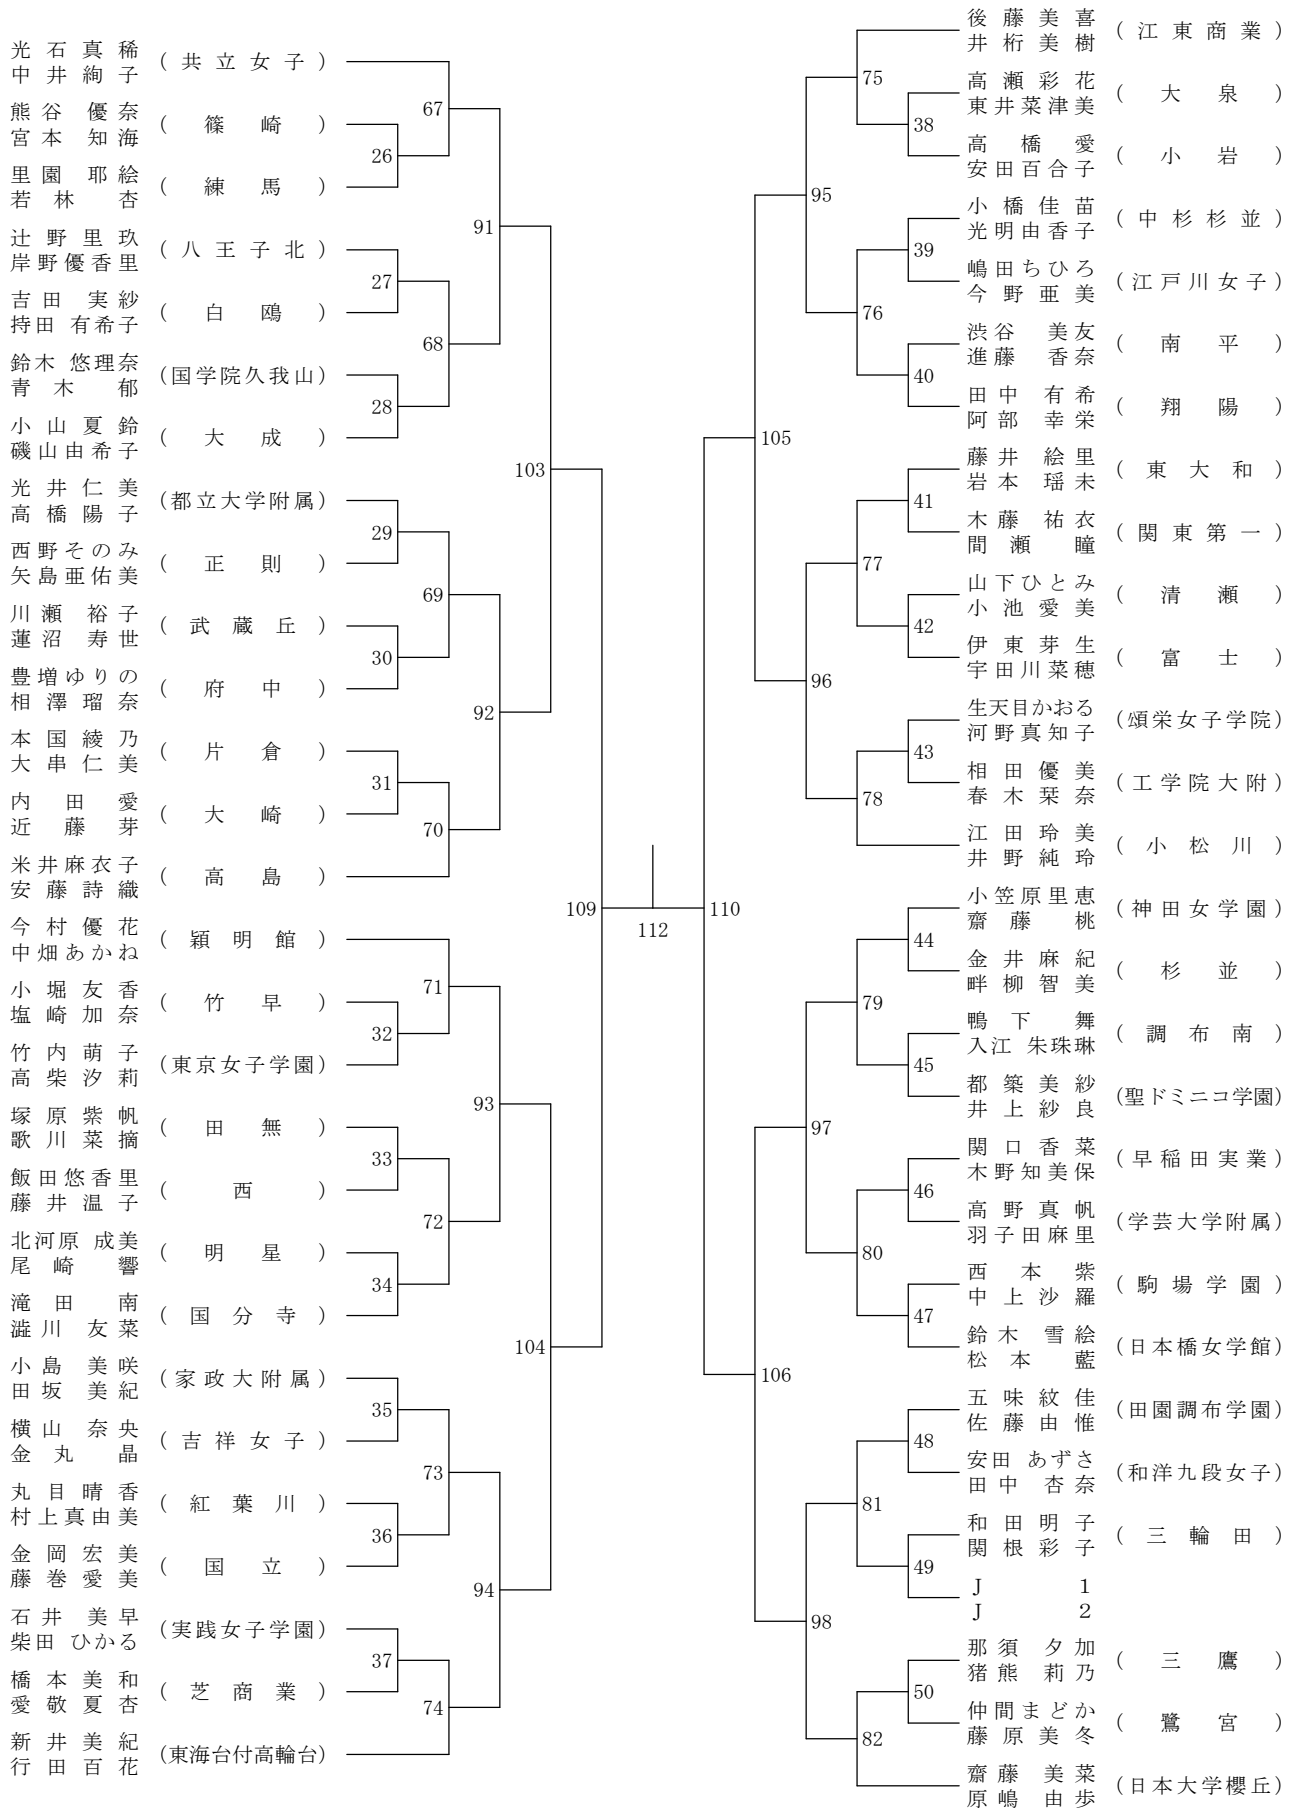 光石真稀
中井絢子
(共立女子)
熊谷優奈
宮本知海
(篠崎)
里園耶絵
若林杏
(練馬)
辻野里玖
岸野優香里
(八王子北)
吉田実紗
持田有希子
(白鴎)
鈴木悠理奈
青木郁
(国学院久我山)
小山夏鈴
磯山由希子
(大成)
光井仁美
高橋陽子
(都立大学附属)
西野そのみ
矢島亜佑美
(正則)
川瀬裕子
蓮沼寿世
(武蔵丘)
豊増ゆりの
相澤瑠奈
(府中)
本国綾乃
大串仁美
(片倉)
内田愛
近藤芽
(大崎)
米井麻衣子
安藤詩織
(高島)
今村優花
中畑あかね
(穎明館)
小堀友香
塩崎加奈
(竹早)
竹内萌子
高柴汐莉
(東京女子学園)
塚原紫帆
歌川菜摘
(田無)
飯田悠香里
藤井温子
(西)
北河原成美
尾崎響
(明星)
滝田南
澁川友菜
(国分寺)
小島美咲
田坂美紀
(家政大附属)
横山奈央
金丸晶
(吉祥女子)
丸目晴香
村上真由美
(紅葉川)
金岡宏美
藤巻愛美
(国立)
石井美早
柴田ひかる
(実践女子学園)
橋本美和
愛敬夏杏
(芝商業)
新井美紀
行田百花
(東海台付高輪台)
67
26
91
27
68
28
103
29
69
30
92
31
70
109
71
32
93
33
72
34
104
35
73
36
94
37
74
112
後藤美喜
井桁美樹
(江東商業)
高瀬彩花
東井菜津美
(大泉)
高橋愛
安田百合子
(小岩)
小橋佳苗
光明由香子
(中杉杉並)
嶋田ちひろ
今野亜美
(江戸川女子)
渋谷美友
進藤香奈
(南平)
田中有希
阿部幸栄
(翔陽)
藤井絵里
岩本瑶未
(東大和)
木藤祐衣
間瀬瞳
(関東第一)
山下ひとみ
小池愛美
(清瀬)
伊東芽生
宇田川菜穂
(富士)
生天目かおる
河野真知子
(頌栄女子学院)
相田優美
春木栞奈
(工学院大附)
江田玲美
井野純玲
(小松川)
小笠原里恵
齋藤桃
(神田女学園)
金井麻紀
畔柳智美
(杉並)
鴨下舞
入江朱珠琳
(調布南)
都築美紗
井上紗良
(聖ドミニコ学園)
関口香菜
木野知美保
(早稲田実業)
高野真帆
羽子田麻里
(学芸大学附属)
西本紫
中上沙羅
(駒場学園)
鈴木雪絵
松本藍
(日本橋女学館)
五味紋佳
佐藤由惟
(田園調布学園)
安田あずさ
田中杏奈
(和洋九段女子)
和田明子
関根彩子
(三輪田)
J 1
J 2
那須夕加
猪熊莉乃
(三鷹)
仲間まどか
藤原美冬
(鷺宮)
齋藤美菜
原嶋由歩
(日本大学櫻丘)
75
38
95
39
76
40
105
41
77
42
96
43
78
110
44
79
45
97
46
80
47
106
48
81
49
98
50
82